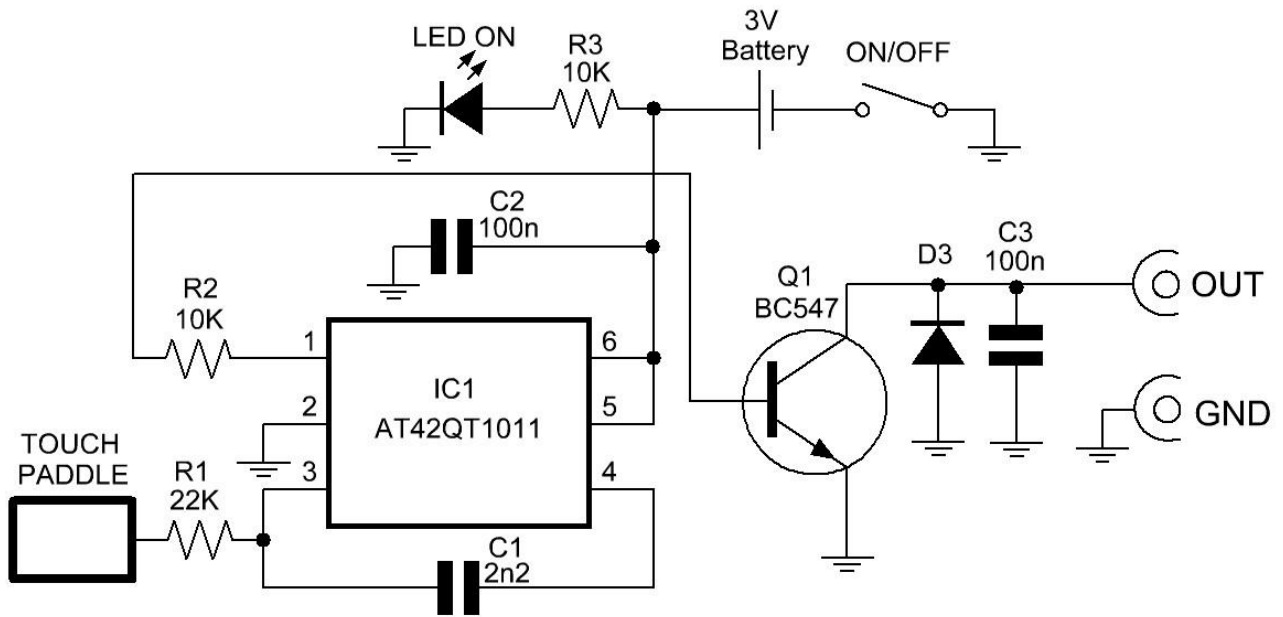 LED ON
R3
10K
3V
Battery
ON/OFF
C2
100n
R2
10K
1
2
3
6
5
4
IC1
AT42QT1011
Q1
BC547
D3
C3
100n
OUT
GND
TOUCH
PADDLE
R1
22K
C1
2n2